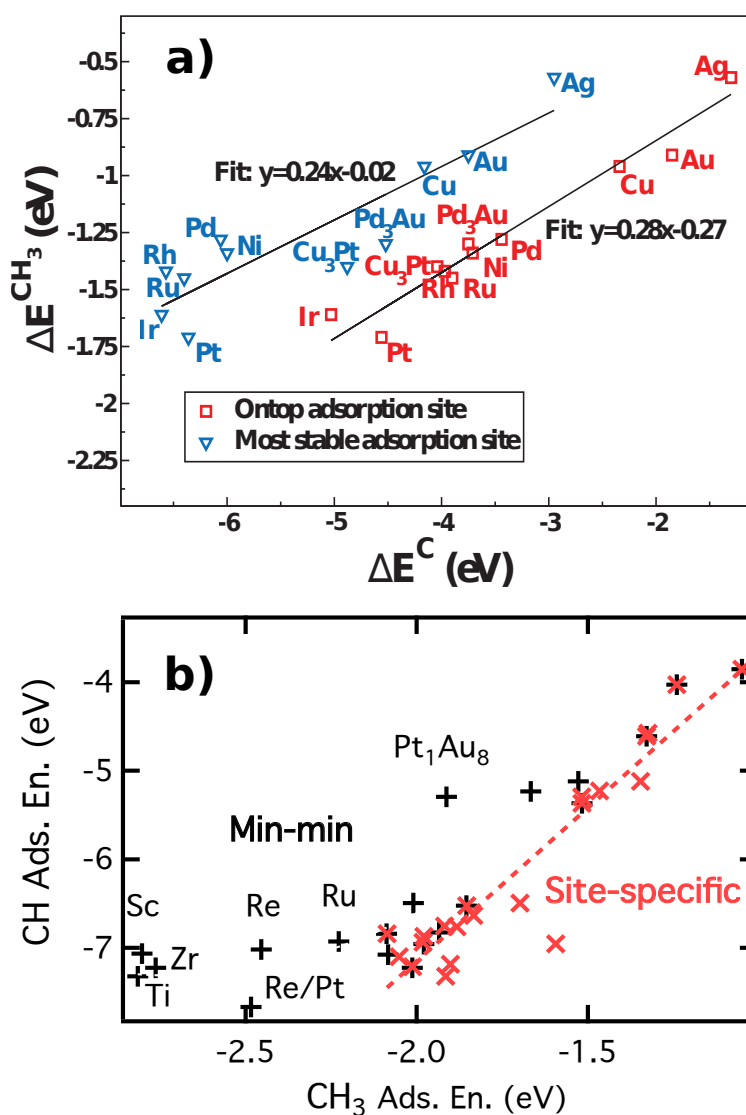 a)
-0.5
-0.75
-1
-1.25
-1.5
-1.75
-2
-2.25
ΔE^CH₃ (eV)
Ag
Ag
Fit: y=0.24x-0.02
Au
Cu
Au
Cu
Pd₃Au
Pd₃Au
Fit: y=0.28x-0.27
Pd
Ni
Rh
Ru
Cu₃Pt
Cu₃Pt
Pd
Ni
Rh
Ru
Ir
Ir
Pt
Pt
Ontop adsorption site
Most stable adsorption site
-6
-5
-4
-3
-2
ΔE^C (eV)
b)
-4
-5
-6
-7
CH Ads. En. (eV)
Pt₁Au₈
Min-min
Site-specific
Sc
Re
Ru
Zr
Ti
Re/Pt
-2.5
-2.0
-1.5
CH₃ Ads. En. (eV)